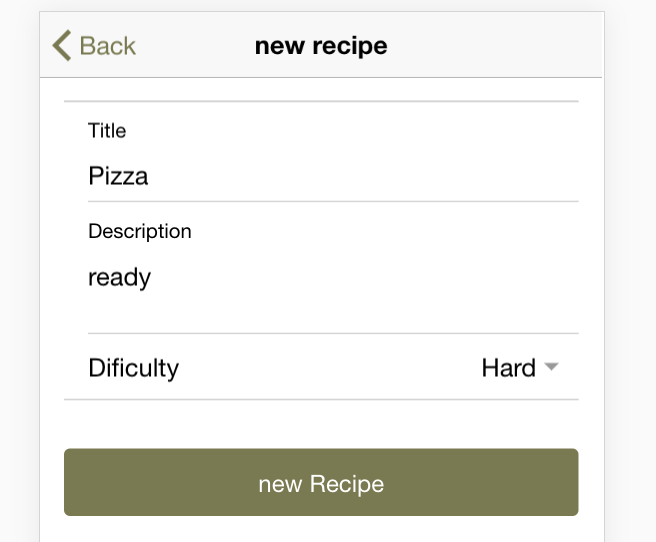 Back new recipe
Title
Pizza
Description
ready
Dificulty Hard
new Recipe